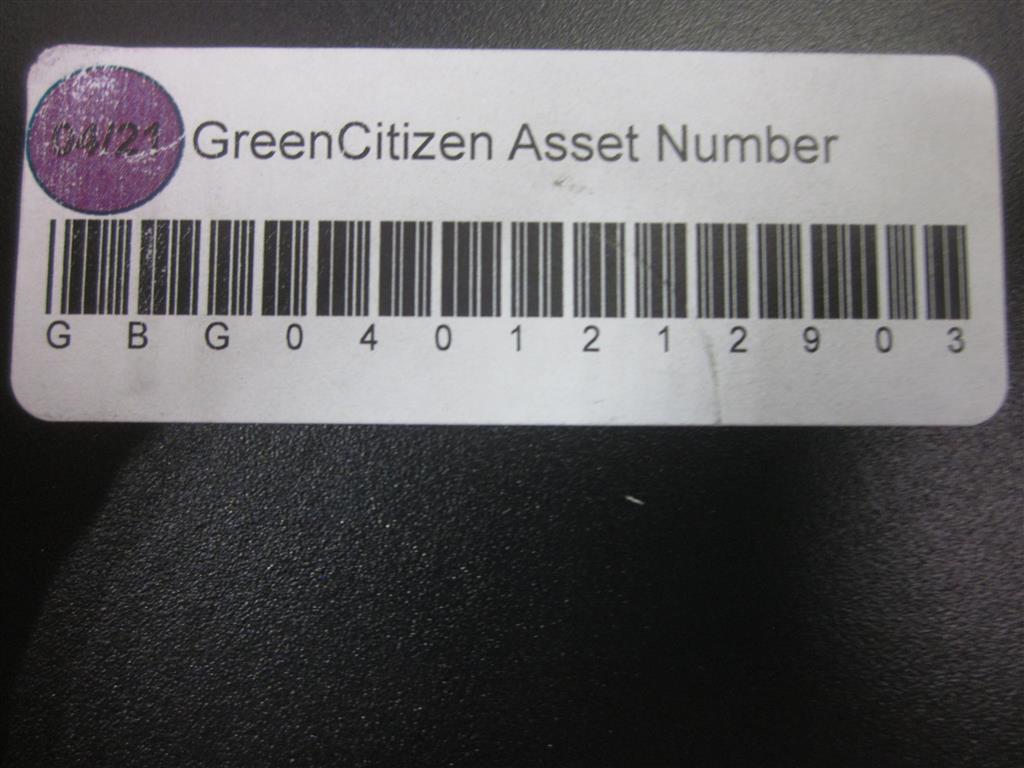 04/21 GreenCitizen Asset Number
G B G 0 4 0 1 2 1 2 9 0 3